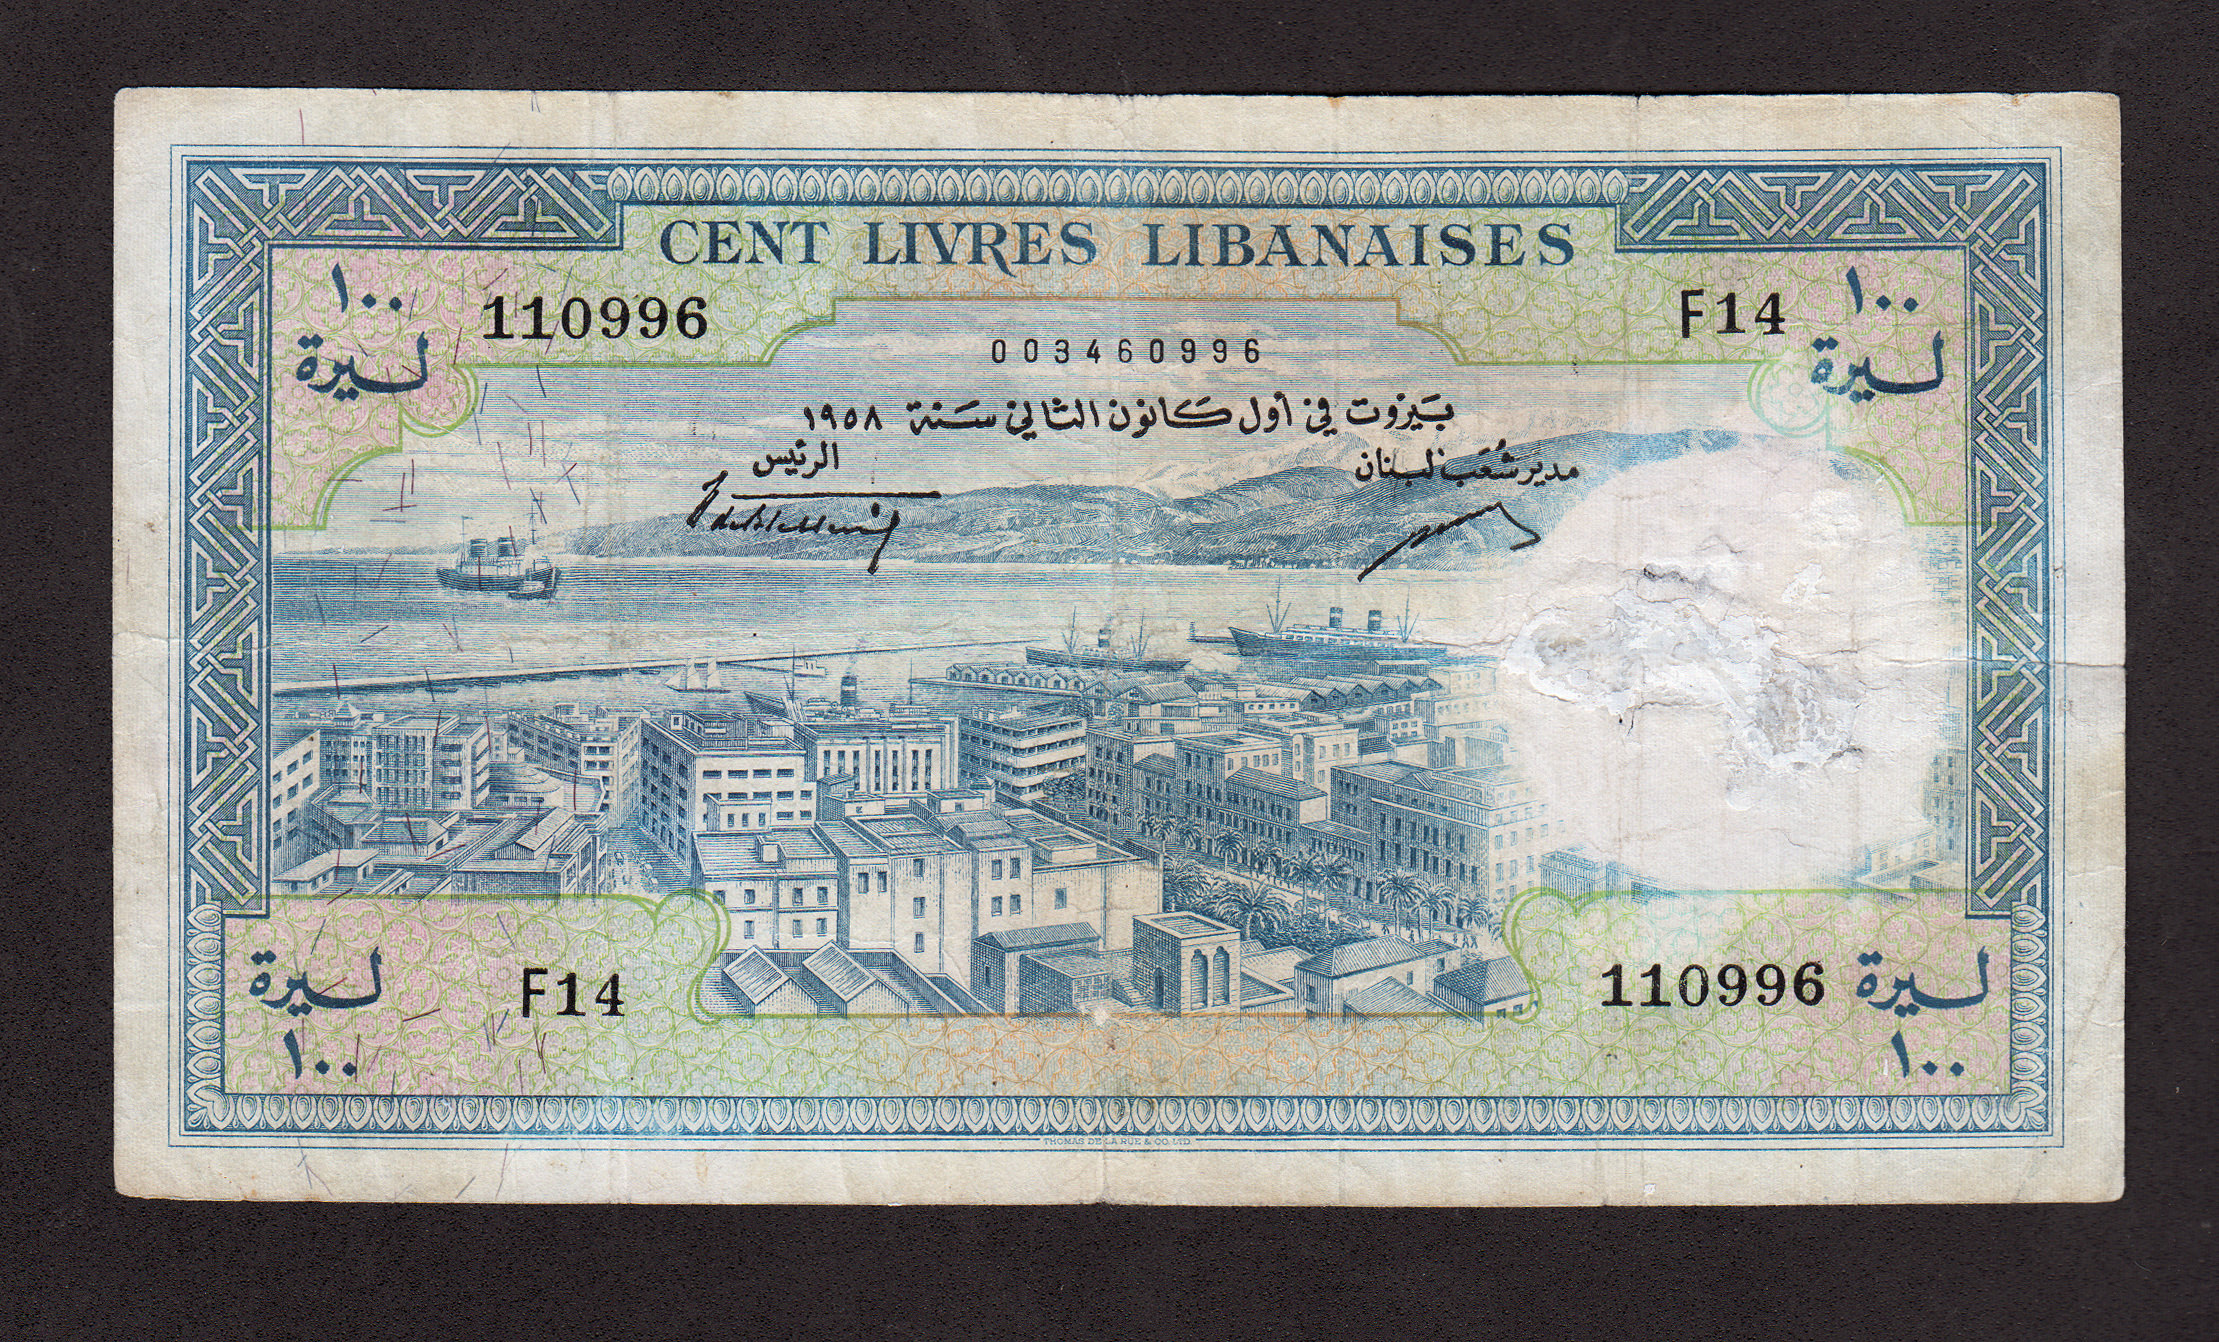 CENT LIVRES LIBANAISES
١٠٠
ليرة
110996
F14
١٠٠
ليرة
003460996
بيروت في أول كانون الثاني سنة ١٩٥٨
مدير شعب لبنان
الرئيس
ليرة
١٠٠
F14
110996
ليرة
١٠٠
THOMAS DE LA RUE & CO. LTD.